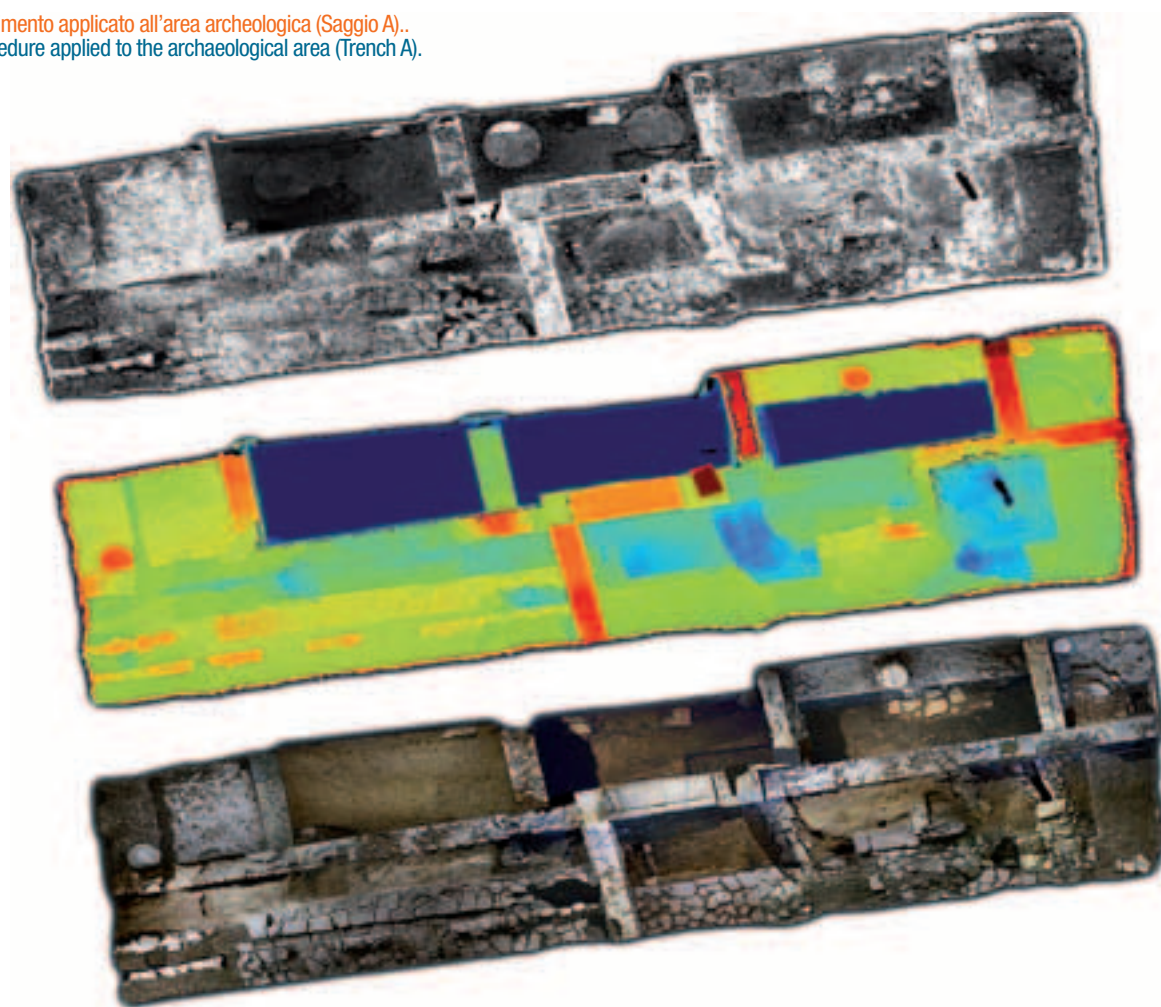 mento applicato all’area archeologica (Saggio A)..
edure applied to the archaeological area (Trench A).